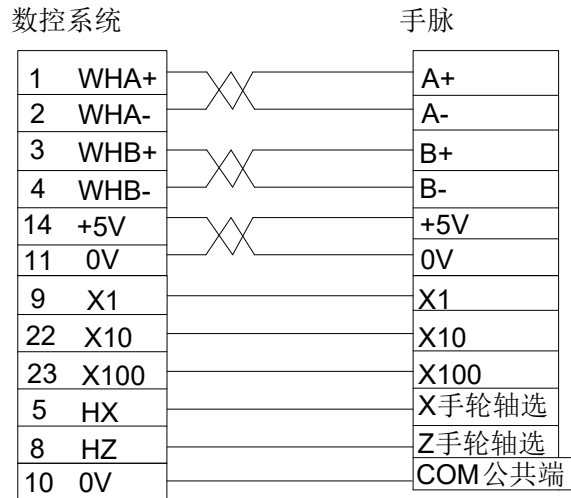 数控系统 手脉
1 WHA+ A+
2 WHA- A-
3 WHB+ B+
4 WHB- B-
14 +5V +5V
11 0V 0V
9 X1 X1
22 X10 X10
23 X100 X100
5 HX X手轮轴选
8 HZ Z手轮轴选
10 0V COM公共端